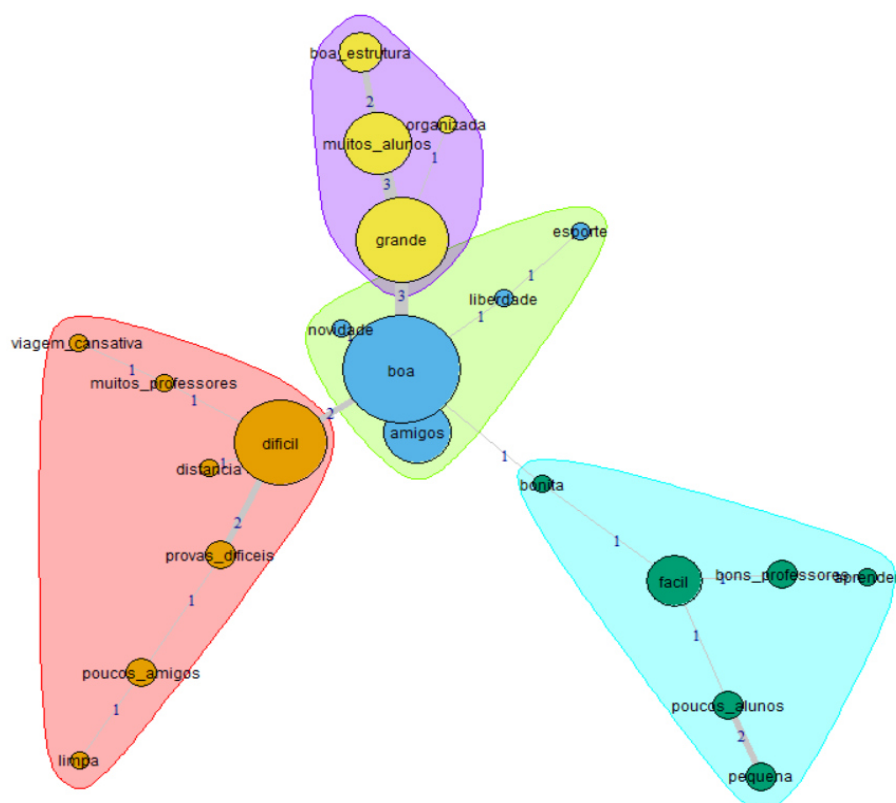 boa_estrutura
2
organizada
muitos_alunos
1
3
grande
esporte
1
3
liberdade
1
novidade
1
viagem_cansativa
boa
1
muitos_professores
1
2
amigos
dificil
1
distancia
1
bonita
2
1
provas_dificeis
bons_professores
facil
1
aprender
1
1
poucos_amigos
poucos_alunos
1
2
limpa
pequena